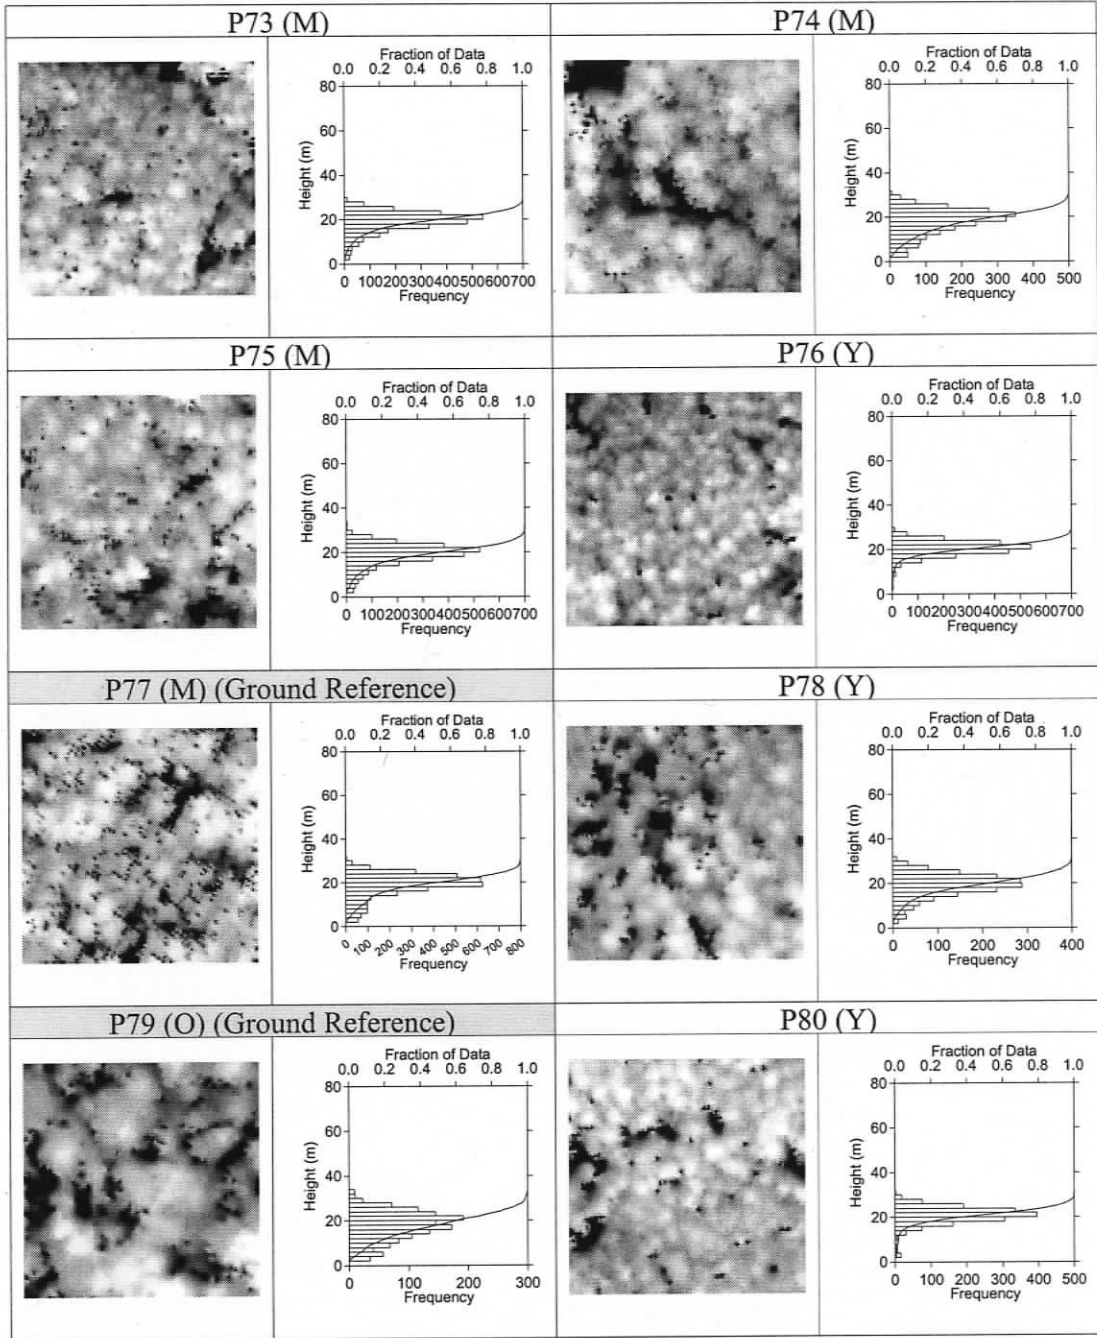 P73 (M)
P74 (M)
Fraction of Data
0.0 0.2 0.4 0.6 0.8 1.0
80
60
40
20
0
Height (m)
0 100200300400500600700
Frequency
Fraction of Data
0.0 0.2 0.4 0.6 0.8 1.0
80
60
40
20
0
Height (m)
0 100 200 300 400 500
Frequency
P75 (M)
P76 (Y)
Fraction of Data
0.0 0.2 0.4 0.6 0.8 1.0
80
60
40
20
0
Height (m)
0 100200300400500600700
Frequency
Fraction of Data
0.0 0.2 0.4 0.6 0.8 1.0
80
60
40
20
0
Height (m)
0 100200300400500600700
Frequency
P77 (M) (Ground Reference)
P78 (Y)
Fraction of Data
0.0 0.2 0.4 0.6 0.8 1.0
80
60
40
20
0
Height (m)
0 100 200 300 400 500 600 700 800
Frequency
Fraction of Data
0.0 0.2 0.4 0.6 0.8 1.0
80
60
40
20
0
Height (m)
0 100 200 300 400
Frequency
P79 (O) (Ground Reference)
P80 (Y)
Fraction of Data
0.0 0.2 0.4 0.6 0.8 1.0
80
60
40
20
0
Height (m)
0 100 200 300
Frequency
Fraction of Data
0.0 0.2 0.4 0.6 0.8 1.0
80
60
40
20
0
Height (m)
0 100 200 300 400 500
Frequency